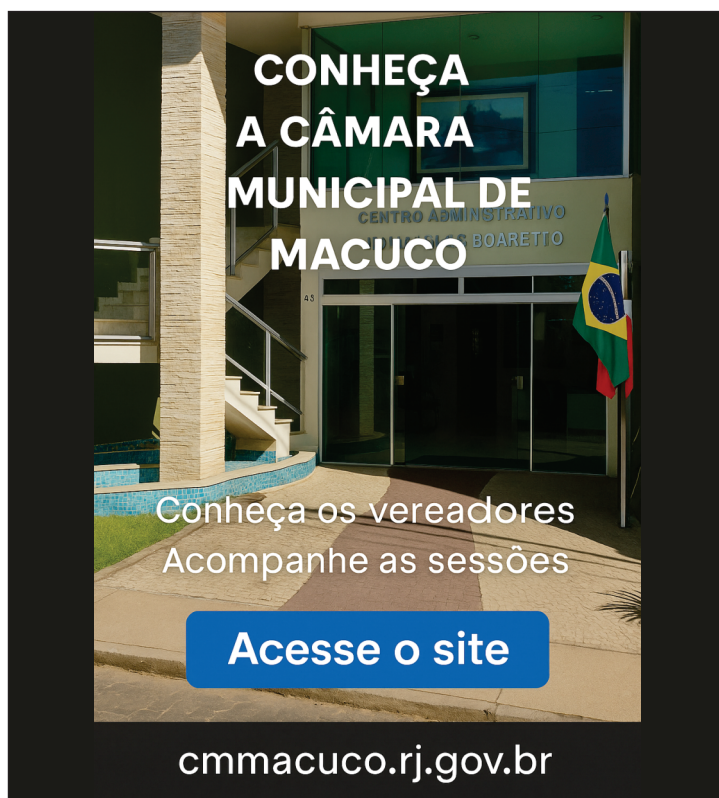 CONHEÇA
A CÂMARA
MUNICIPAL DE
CENTRO ADMINISTRATIVO
MACUCO
BOARETTO
45
Conheça os vereadores
Acompanhe as sessões
Acesse o site
cmmacuco.rj.gov.br